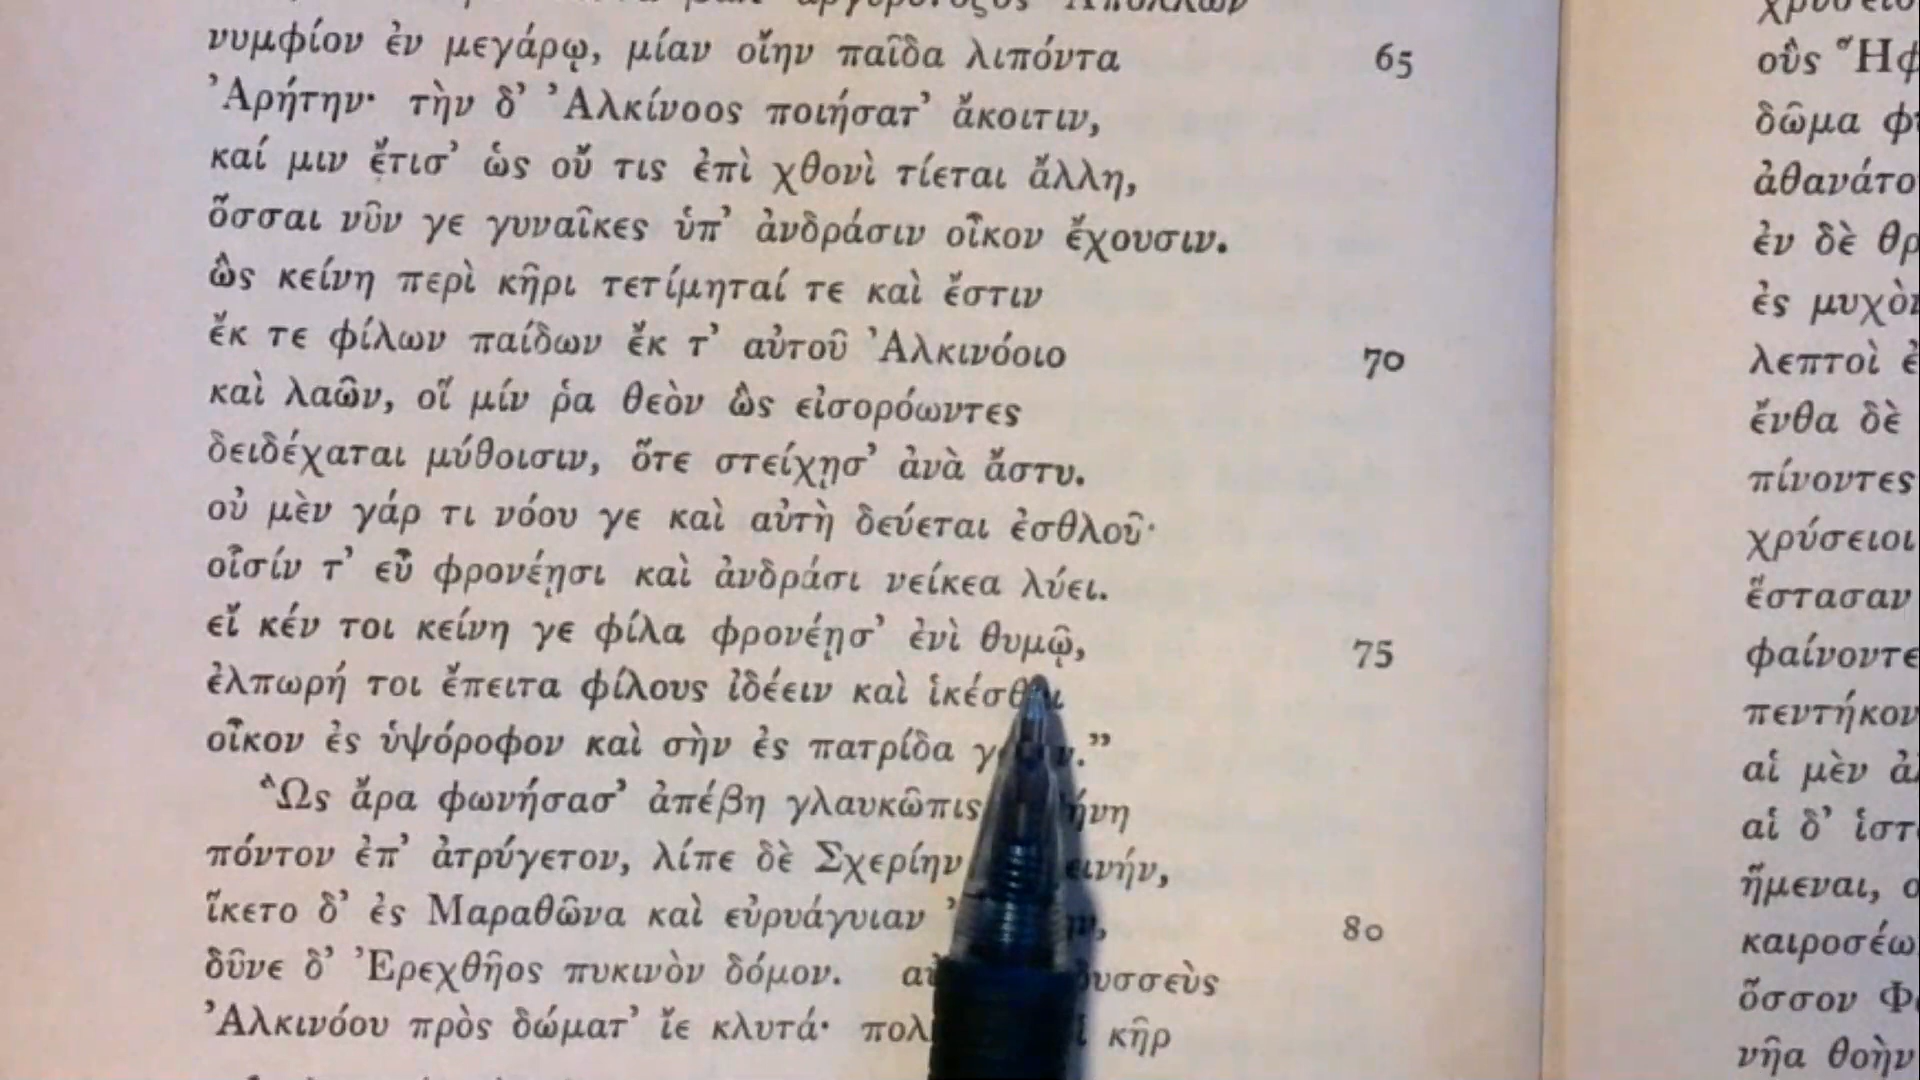 νυμφίον ἐν μεγάρῳ, μίαν οἴην παῖδα λιπόντα 65
Ἀρήτην· τὴν δ’ Ἀλκίνοος ποιήσατ’ ἄκοιτιν,
καί μιν ἔτισ’ ὡς οὔ τις ἐπὶ χθονὶ τίεται ἄλλη,
ὅσσαι νῦν γε γυναῖκες ὑπ’ ἀνδράσιν οἶκον ἔχουσιν.
ὣς κείνη περὶ κῆρι τετίμηταί τε καὶ ἔστιν
ἔκ τε φίλων παίδων ἔκ τ’ αὐτοῦ Ἀλκινόοιο 70
καὶ λαῶν, οἵ μίν ῥα θεὸν ὣς εἰσορόωντες
δειδέχαται μύθοισιν, ὅτε στείχῃσ’ ἀνὰ ἄστυ.
οὐ μὲν γάρ τι νόου γε καὶ αὐτὴ δεύεται ἐσθλοῦ·
οἷσίν τ’ εὖ φρονέῃσι καὶ ἀνδράσι νείκεα λύει.
εἴ κέν τοι κείνη γε φίλα φρονέῃσ’ ἐνὶ θυμῷ, 75
ἐλπωρή τοι ἔπειτα φίλους ἰδέειν καὶ ἱκέσθαι
οἶκον ἐς ὑψόροφον καὶ σὴν ἐς πατρίδα
Ὣς ἄρα φωνήσασ’ ἀπέβη γλαυκῶπις
πόντον ἐπ’ ἀτρύγετον, λίπε δὲ Σχερίην
ἵκετο δ’ ἐς Μαραθῶνα καὶ εὐρυάγυιαν 80
δῦνε δ’ Ἐρεχθῆος πυκινὸν δόμον.
Ἀλκινόου πρὸς δώματ’ ἴε κλυτά· κῆρ
οὓς
δῶμα
ἐν δὲ
ἐς
λεπτοὶ
ἔνθα δὲ
πίνοντες
χρύσειοι
ἕστασαν
αἱ μὲν
αἱ δ’
ἥμεναι,
ὅσσον
νῆα θοὴν